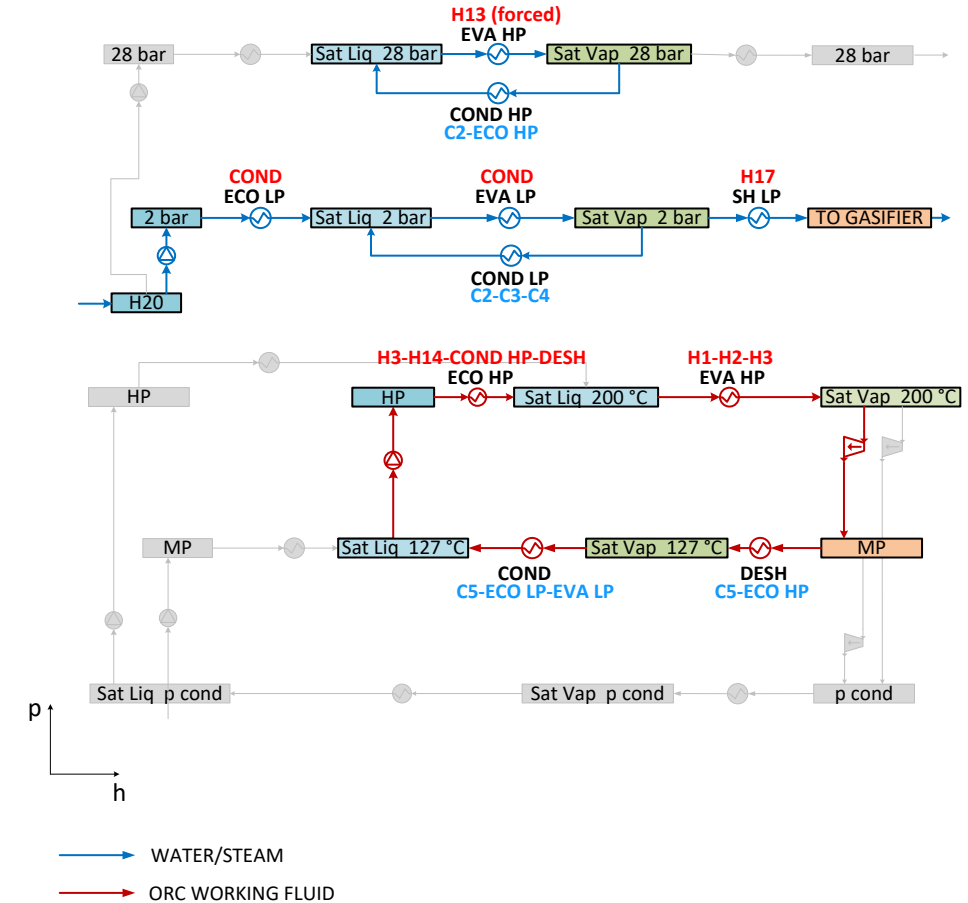 H13 (forced)
EVA HP
28 bar
Sat Liq 28 bar
Sat Vap 28 bar
28 bar
COND HP
C2-ECO HP
COND
ECO LP
COND
EVA LP
H17
SH LP
2 bar
Sat Liq 2 bar
Sat Vap 2 bar
TO GASIFIER
COND LP
C2-C3-C4
H20
H3-H14-COND HP-DESH
ECO HP
H1-H2-H3
EVA HP
HP
HP
Sat Liq 200 °C
Sat Vap 200 °C
MP
Sat Liq 127 °C
Sat Vap 127 °C
MP
COND
C5-ECO LP-EVA LP
DESH
C5-ECO HP
Sat Liq p cond
Sat Vap p cond
p cond
p
h
WATER/STEAM
ORC WORKING FLUID